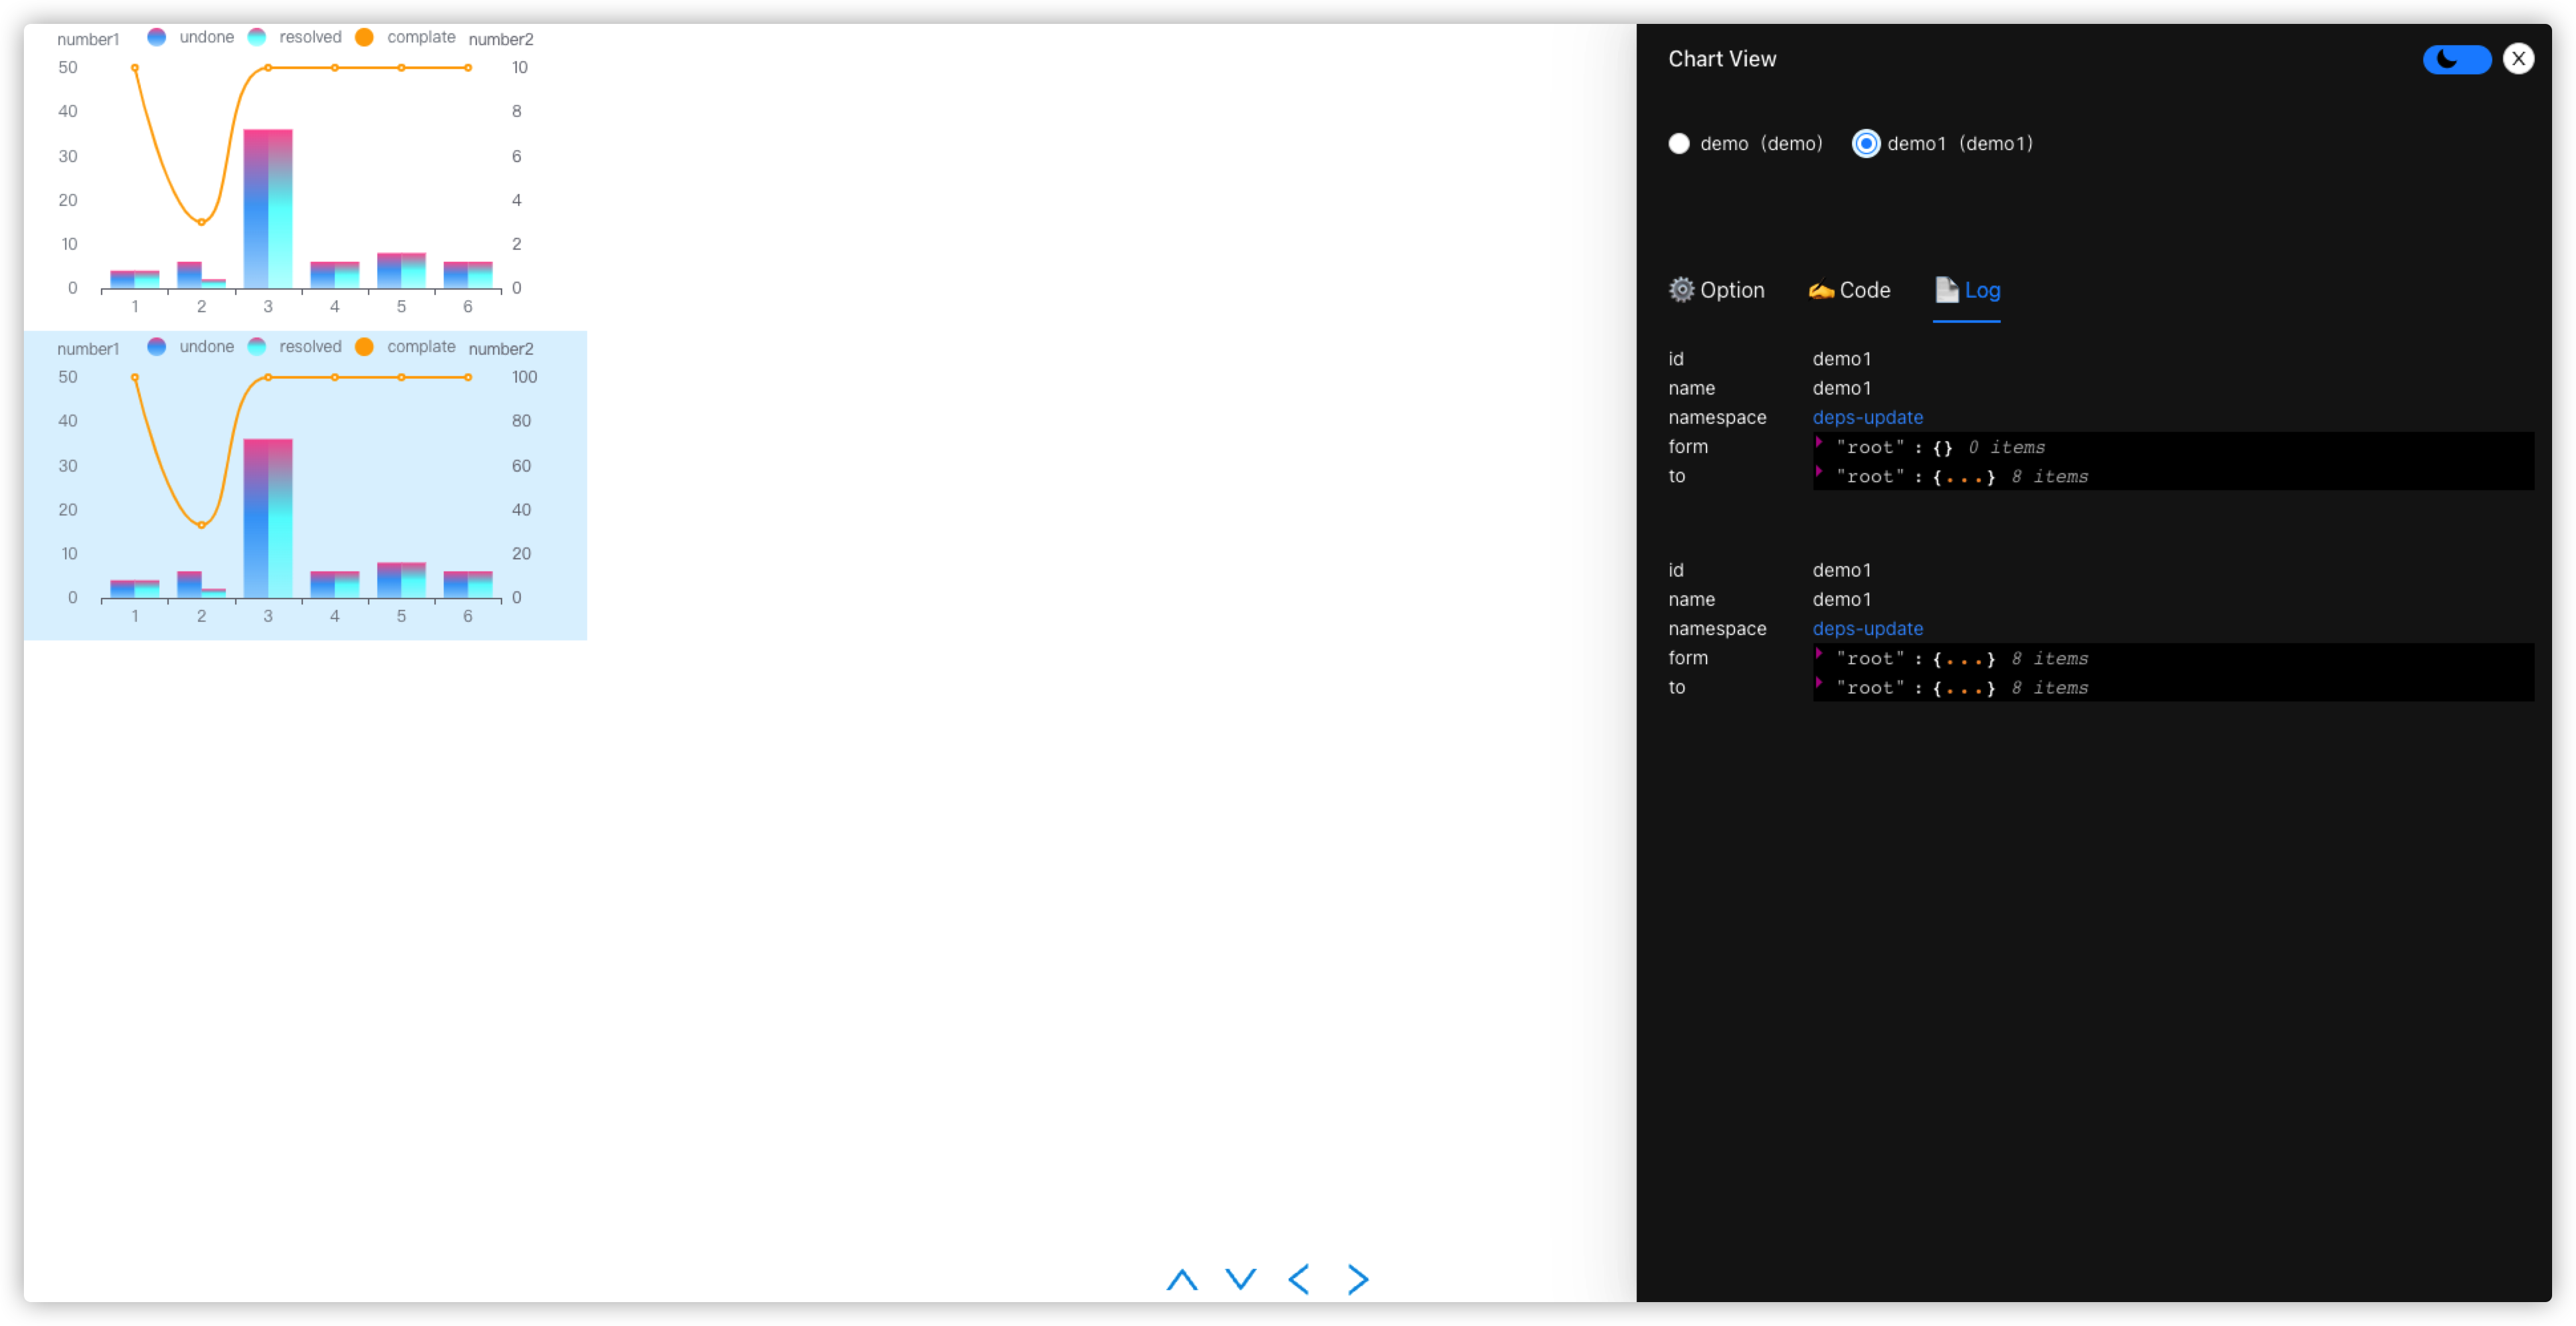 number1 undone resolved complate number2
50 10
40 8
30 6
20 4
10 2
0 0
1 2 3 4 5 6
number1 undone resolved complate number2
50 100
40 80
30 60
20 40
10 20
0 0
1 2 3 4 5 6
Chart View X
demo (demo) demo1 (demo1)
Option Code Log
id demo1
name demo1
namespace deps-update
form "root" : {} 0 items
to "root" : {...} 8 items
id demo1
name demo1
namespace deps-update
form "root" : {...} 8 items
to "root" : {...} 8 items